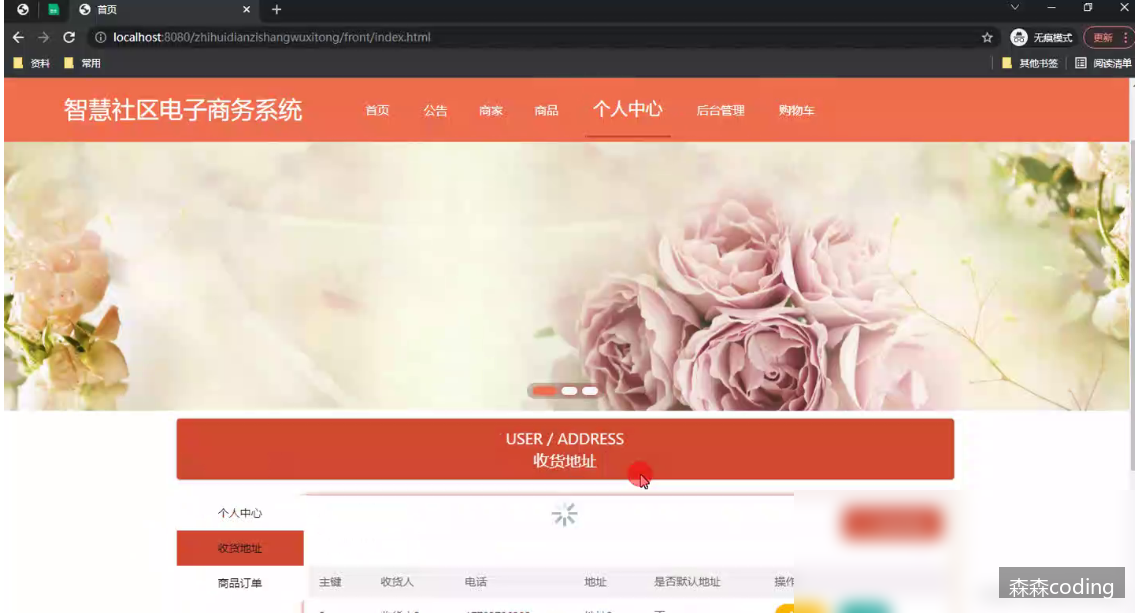 首页
localhost:8080/zhihuidianzishangwuxitong/front/index.html
无痕模式
更新
资料
常用
其他书签
阅读清单
智慧社区电子商务系统
首页
公告
商家
商品
个人中心
后台管理
购物车
USER / ADDRESS
收货地址
个人中心
收货地址
商品订单
主键
收货人
电话
地址
是否默认地址
操作
森森coding